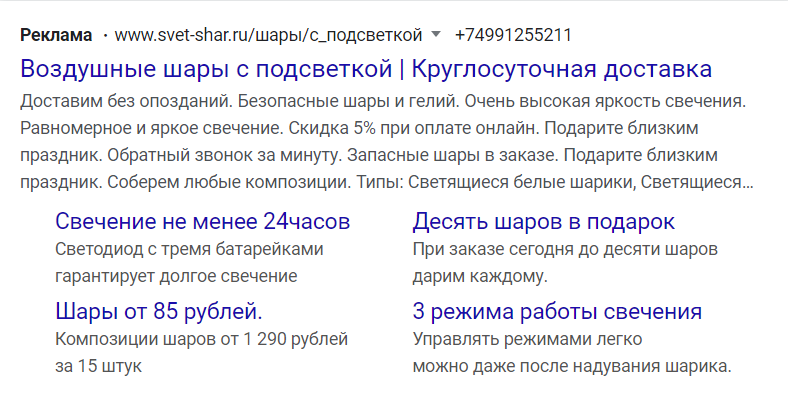 Реклама · www.svet-shar.ru/шары/с_подсветкой ▼ +74991255211
Воздушные шары с подсветкой | Круглосуточная доставка
Доставим без опозданий. Безопасные шары и гелий. Очень высокая яркость свечения.
Равномерное и яркое свечение. Скидка 5% при оплате онлайн. Подарите близким
праздник. Обратный звонок за минуту. Запасные шары в заказе. Подарите близким
праздник. Соберем любые композиции. Типы: Светящиеся белые шарики, Светящиеся…
Свечение не менее 24часов
Светодиод с тремя батарейками
гарантирует долгое свечение
Десять шаров в подарок
При заказе сегодня до десяти шаров
дарим каждому.
Шары от 85 рублей.
Композиции шаров от 1 290 рублей
за 15 штук
3 режима работы свечения
Управлять режимами легко
можно даже после надувания шарика.